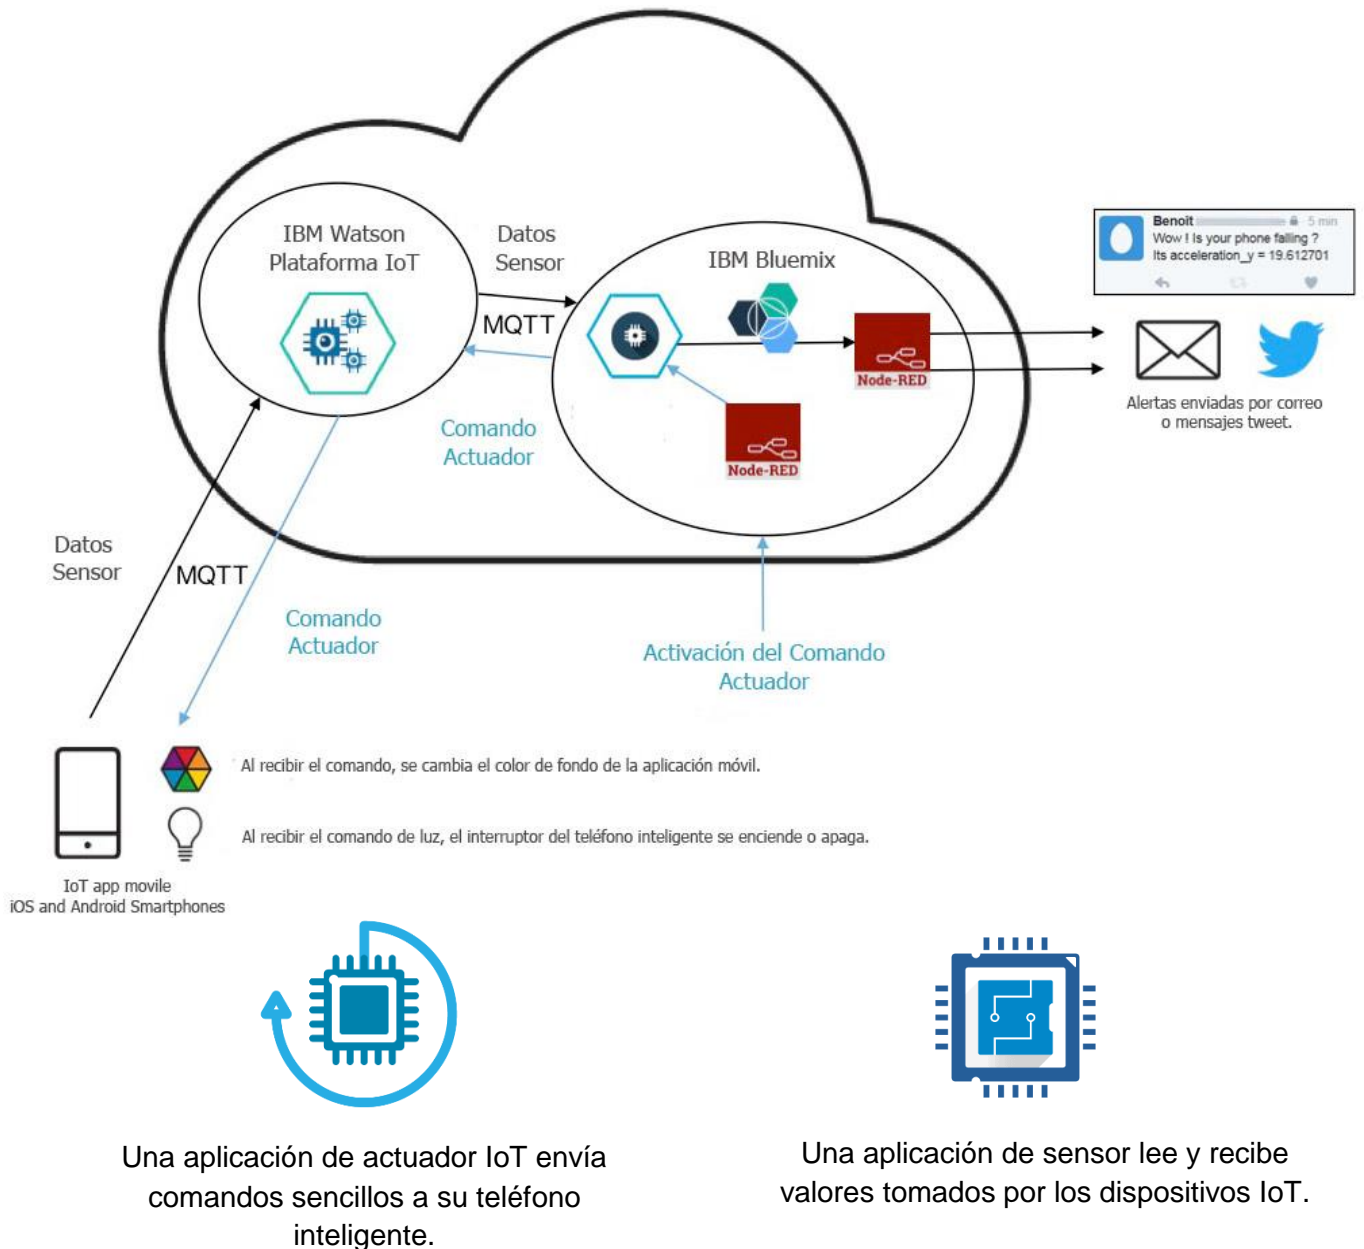 Benoît
5 min
Wow ! Is your phone falling ?
Its acceleration_y = 19.612701
IBM Watson
Plataforma IoT
Datos
Sensor
IBM Bluemix
MQTT
Node-RED
Alertas enviadas por correo
o mensajes tweet.
Comando
Actuador
Node-RED
Datos
Sensor
MQTT
Comando
Actuador
Activación del Comando
Actuador
Al recibir el comando, se cambia el color de fondo de la aplicación móvil.
Al recibir el comando de luz, el interruptor del teléfono inteligente se enciende o apaga.
IoT app movile
iOS and Android Smartphones
Una aplicación de actuador IoT envía
comandos sencillos a su teléfono
inteligente.
Una aplicación de sensor lee y recibe
valores tomados por los dispositivos IoT.